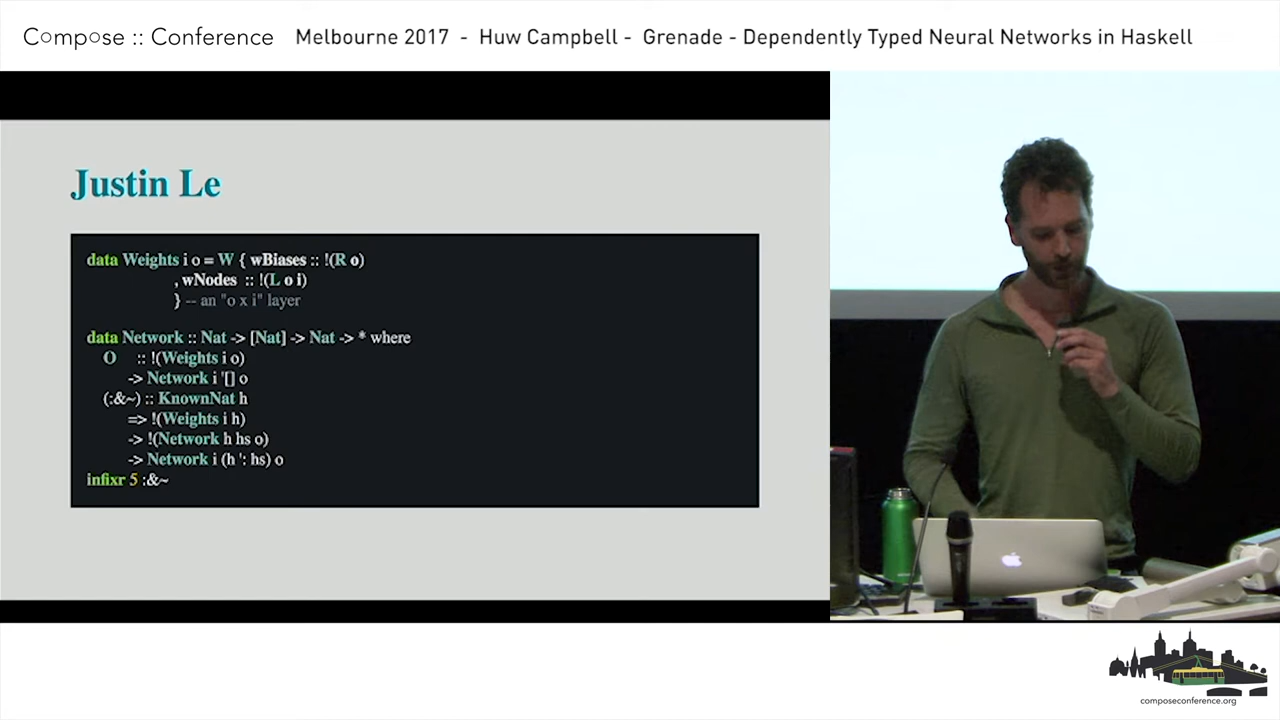 Compose :: Conference Melbourne 2017 - Huw Campbell - Grenade - Dependently Typed Neural Networks in Haskell
Justin Le
data Weights i o = W { wBiases :: !(R o)
, wNodes :: !(L o i)
} -- an "o x i" layer
data Network :: Nat -> [Nat] -> Nat -> * where
O :: !(Weights i o)
-> Network i '[] o
(:&~) :: KnownNat h
=> !(Weights i h)
-> !(Network h hs o)
-> Network i (h ': hs) o
infixr 5 :&~
composeconference.org